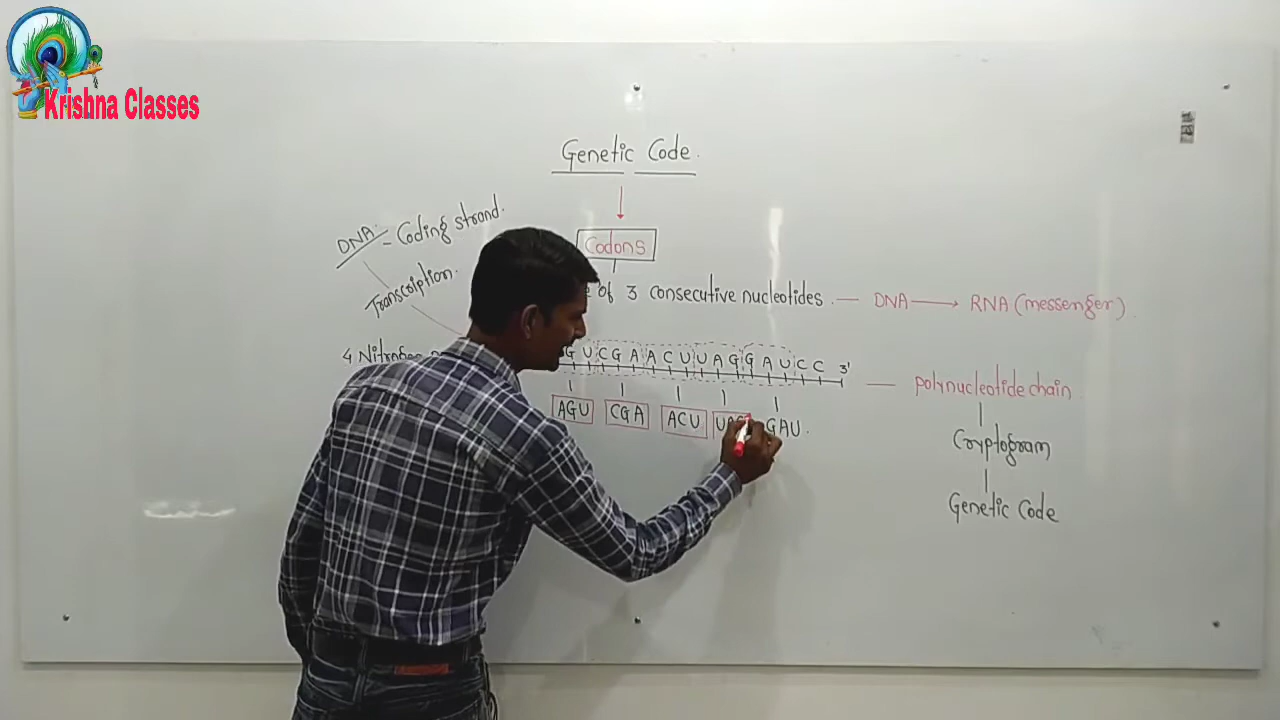 Krishna Classes
Genetic Code.
DNA:- Coding strand.
Codons
Transcription.
of 3 consecutive nucleotides. — DNA → RNA (messenger).
GUCGAACUUAGGAUCC 3'
4 — polynucleotide chain
AGU CGA ACU GAU.
Cryptogram
Genetic Code